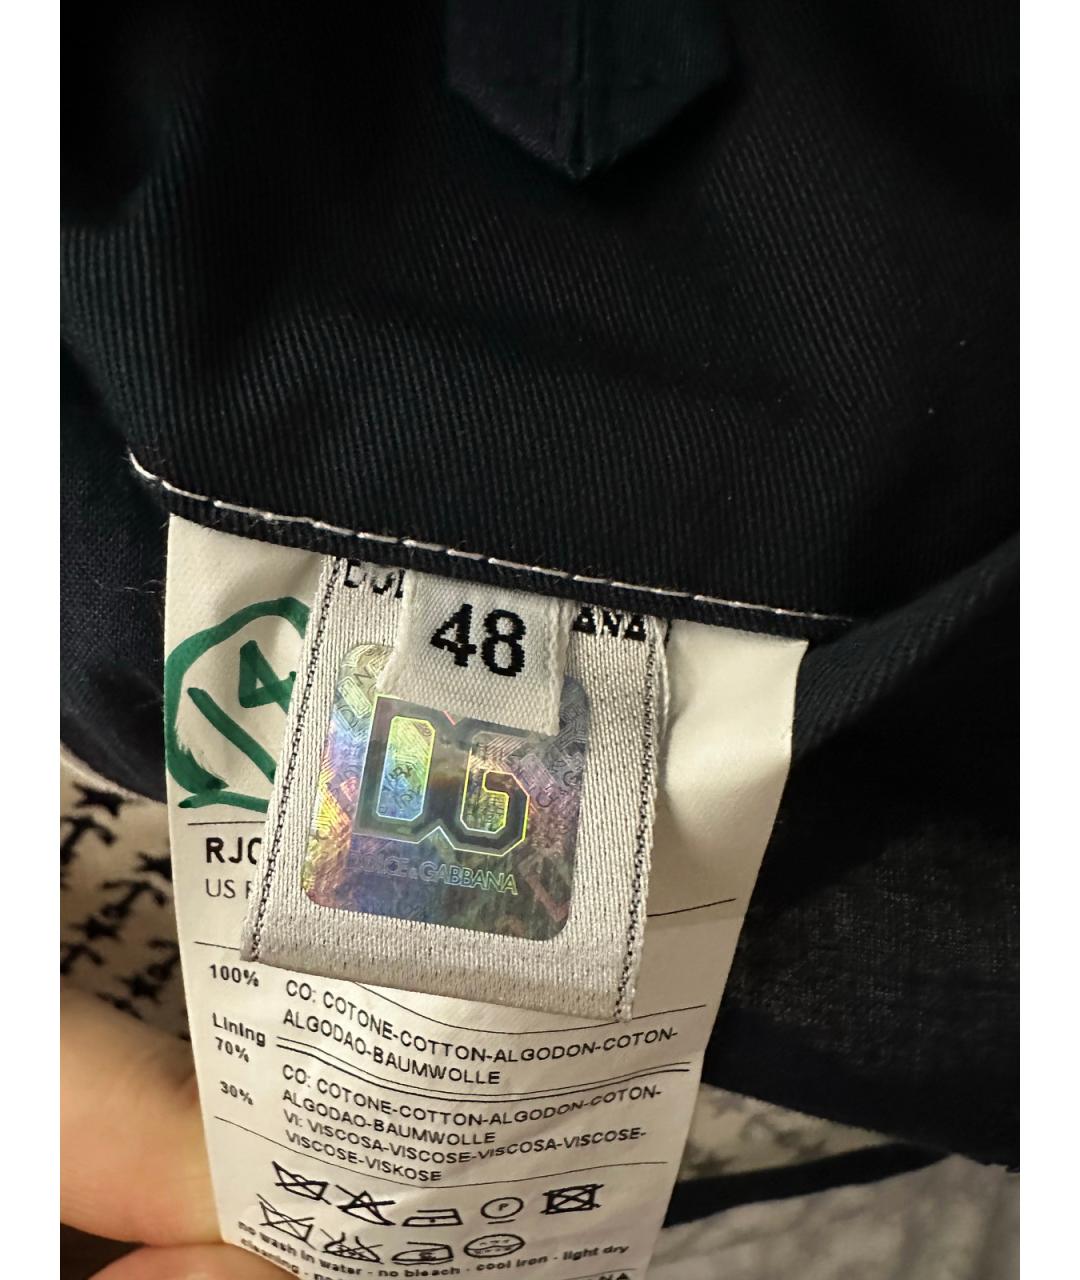 48
14
DG
DOLCE & GABBANA
US
100%
CO: COTONE-COTTON-ALGODON-COTON-
ALGODAO-BAUMWOLLE
Lining
70%
CO: COTONE-COTTON-ALGODON-COTON-
ALGODAO-BAUMWOLLE
30%
VI: VISCOSA-VISCOSE-VISCOSA-VISCOSE-
VISCOSE-VISKOSE
no wash in water - no bleach - cool iron - light dry
cleaning -